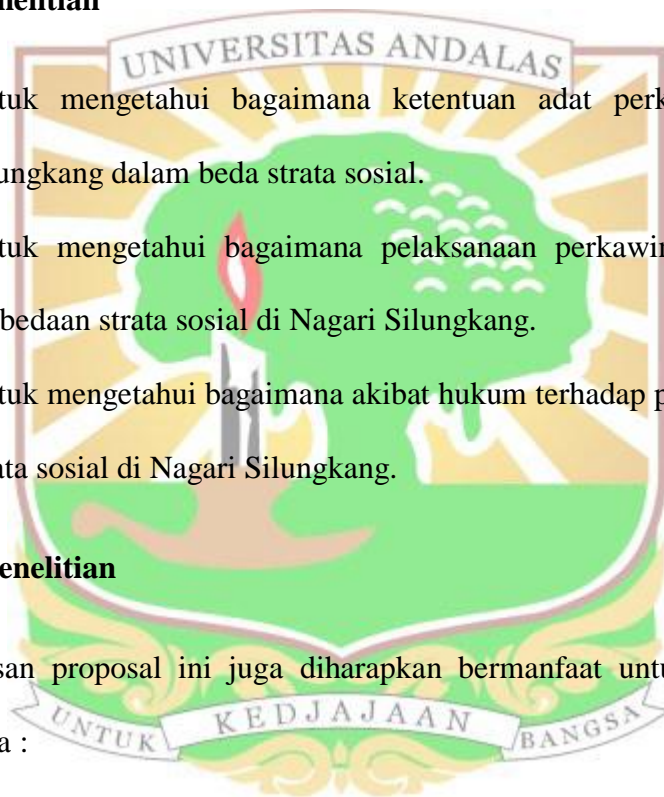 nelitian
UNIVERSITAS ANDALAS
tuk mengetahui bagaimana ketentuan adat perk
ungkang dalam beda strata sosial.
tuk mengetahui bagaimana pelaksanaan perkawin
bedaan strata sosial di Nagari Silungkang.
tuk mengetahui bagaimana akibat hukum terhadap p
ata sosial di Nagari Silungkang.
enelitian
san proposal ini juga diharapkan bermanfaat untu
a :
UNTUK KEDJAJAAN BANGSA